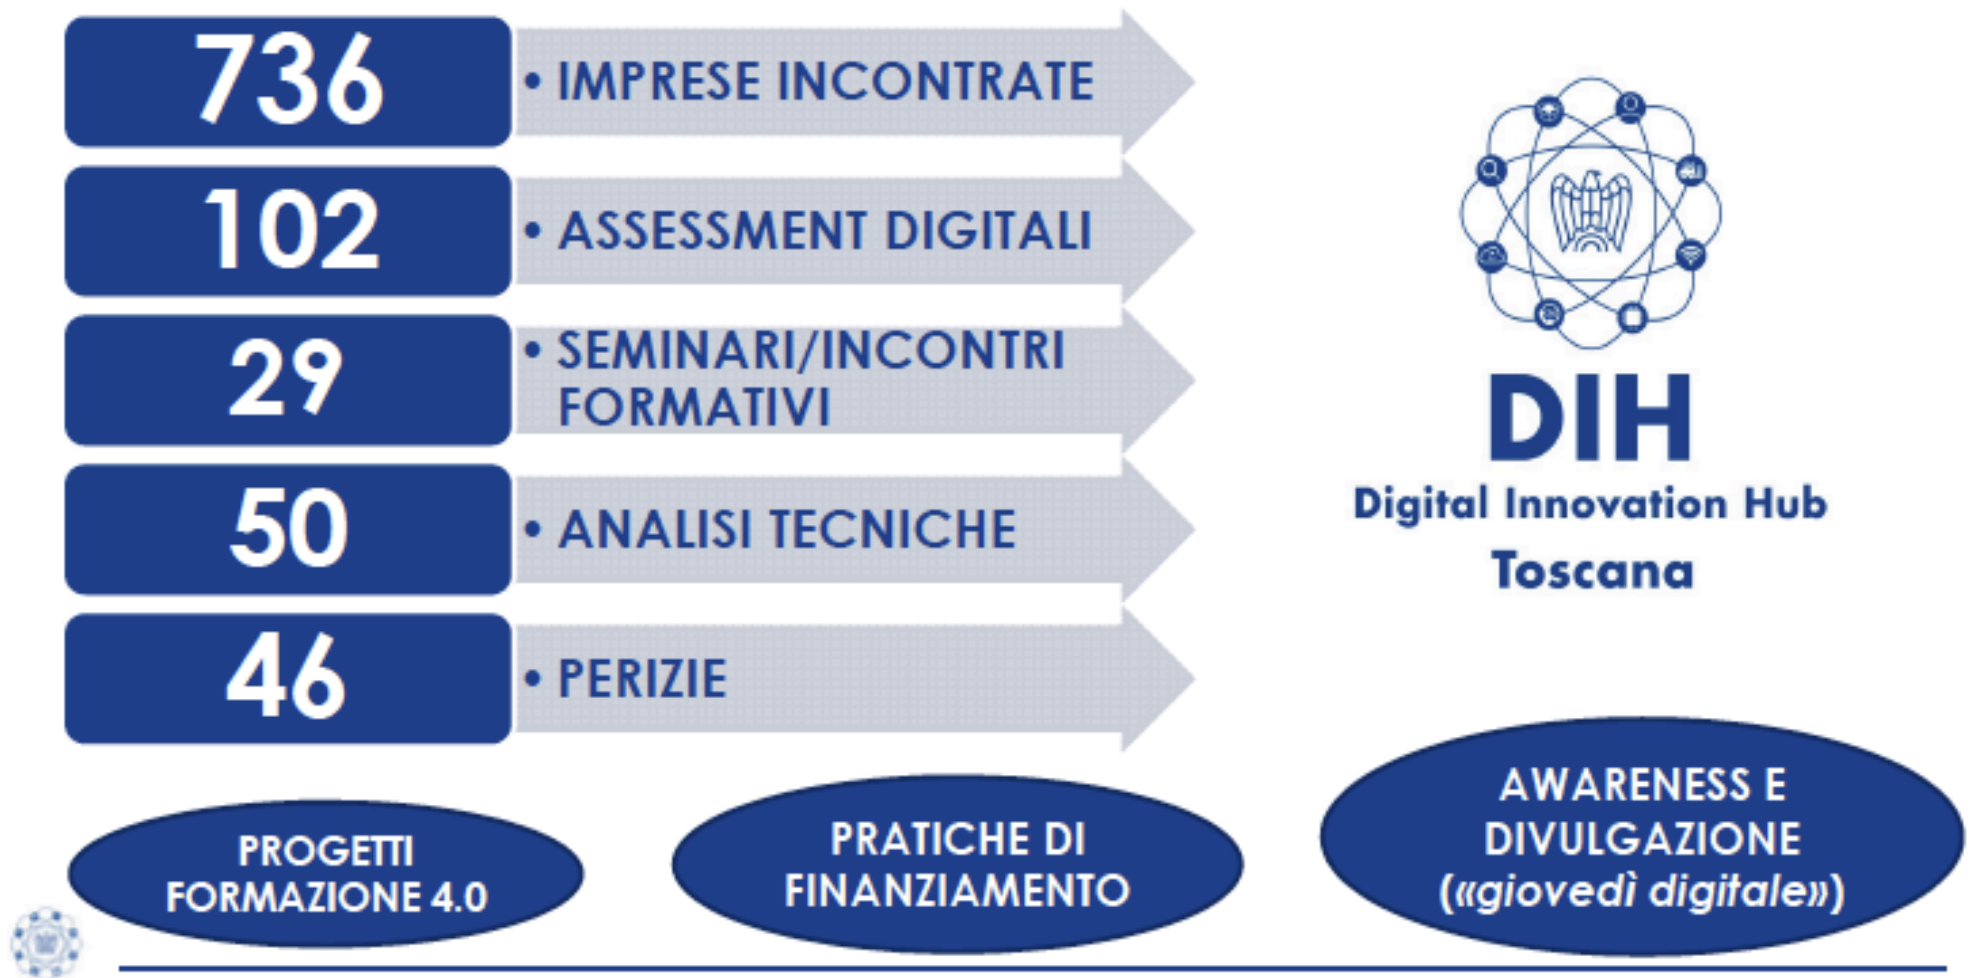 736
• IMPRESE INCONTRATE
102
• ASSESSMENT DIGITALI
29
• SEMINARI/INCONTRI
FORMATIVI
50
• ANALISI TECNICHE
46
• PERIZIE
DIH
Digital Innovation Hub
Toscana
PROGETTI
FORMAZIONE 4.0
PRATICHE DI
FINANZIAMENTO
AWARENESS E
DIVULGAZIONE
(«giovedì digitale»)